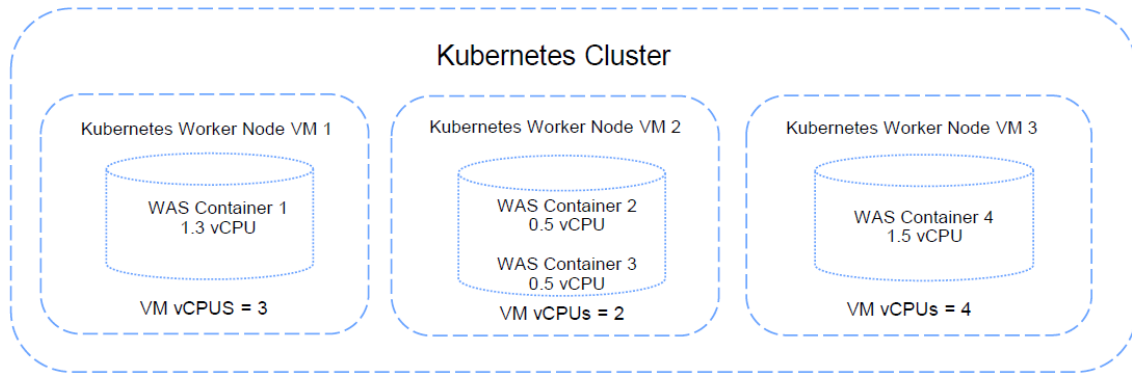 Kubernetes Cluster
Kubernetes Worker Node VM 1
WAS Container 1
1.3 vCPU
VM vCPUS = 3
Kubernetes Worker Node VM 2
WAS Container 2
0.5 vCPU
WAS Container 3
0.5 vCPU
VM vCPUs = 2
Kubernetes Worker Node VM 3
WAS Container 4
1.5 vCPU
VM vCPUs = 4